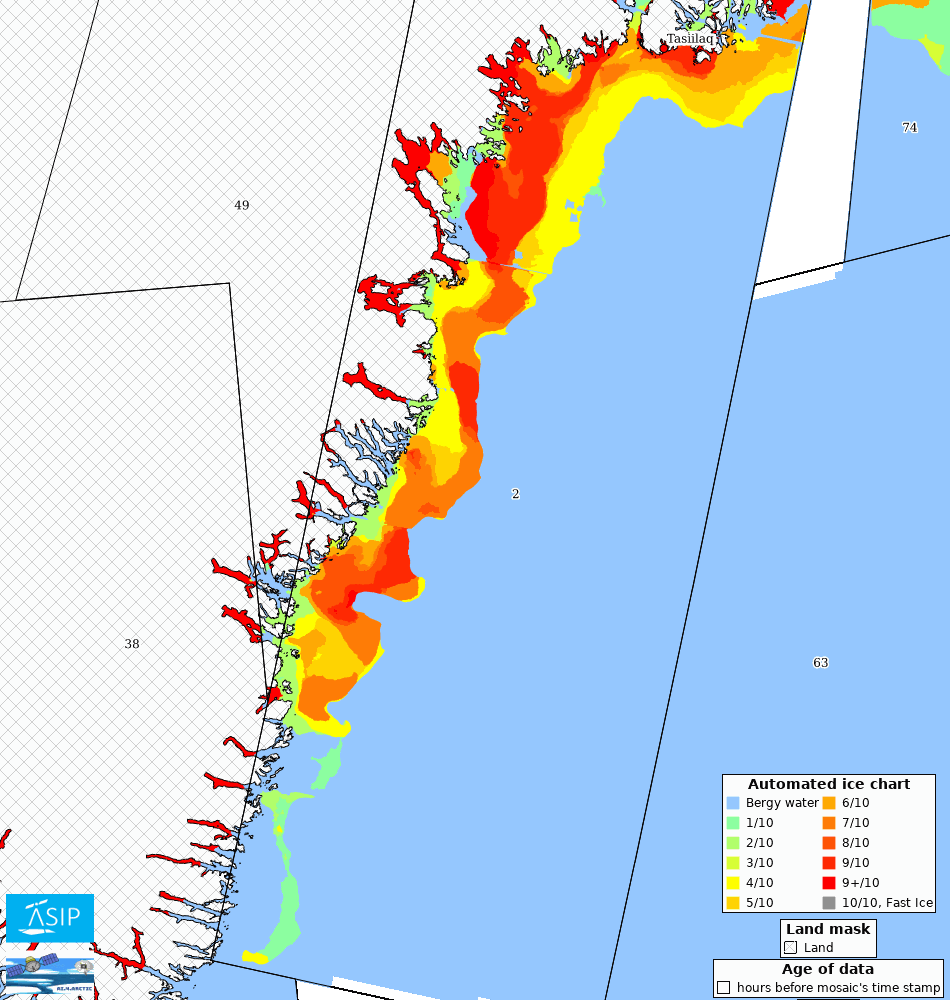 Tasiilaq
74
49
2
38
63
Automated ice chart
Bergy water 6/10
1/10 7/10
2/10 8/10
3/10 9/10
4/10 9+/10
5/10 10/10, Fast Ice
Land mask
Land
Age of data
hours before mosaic's time stamp
ASIP
AI4ARCTIC